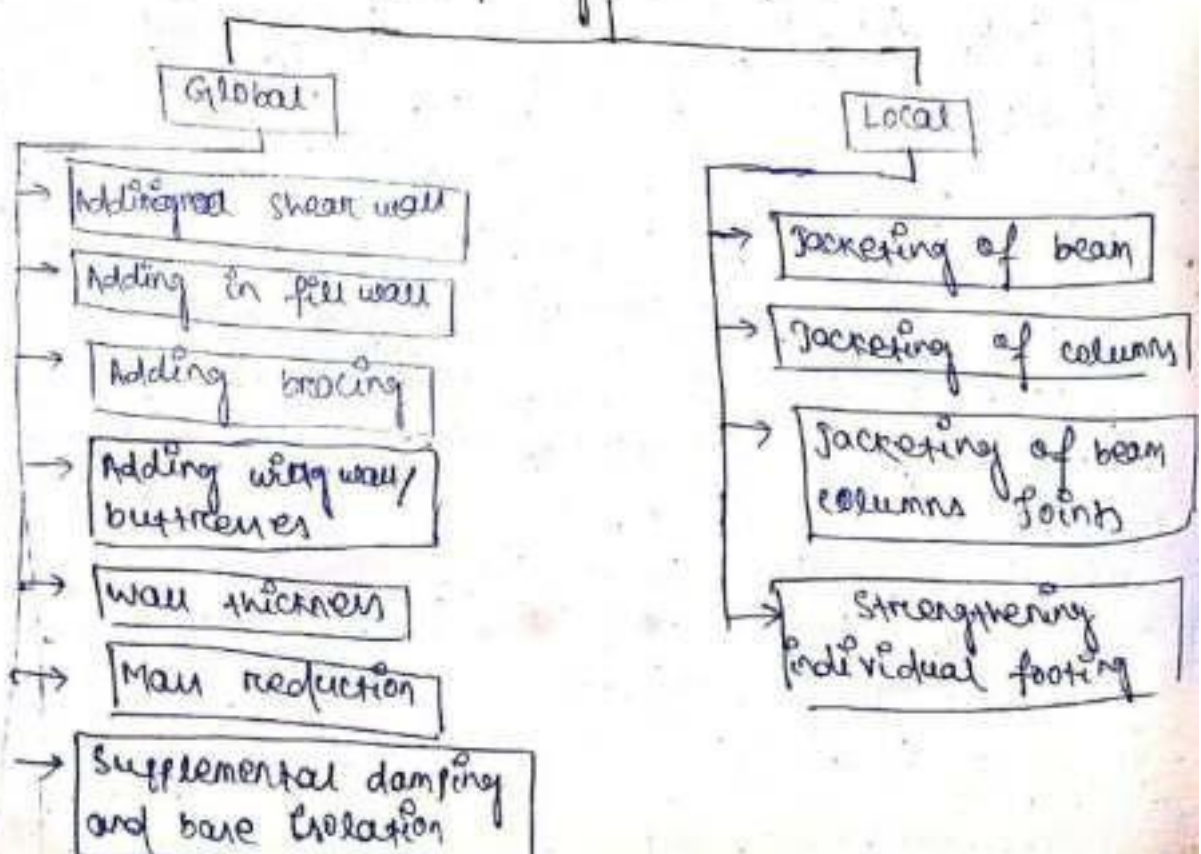 Global
Local
Adding shear wall
Adding in fill wall
Adding bracing
Adding wing wall/
buttresses
Wall thickness
Mass reduction
Supplemental damping
and base isolation
Jacketing of beam
Jacketing of columns
Jacketing of beam
columns joints
Strengthening
individual footing